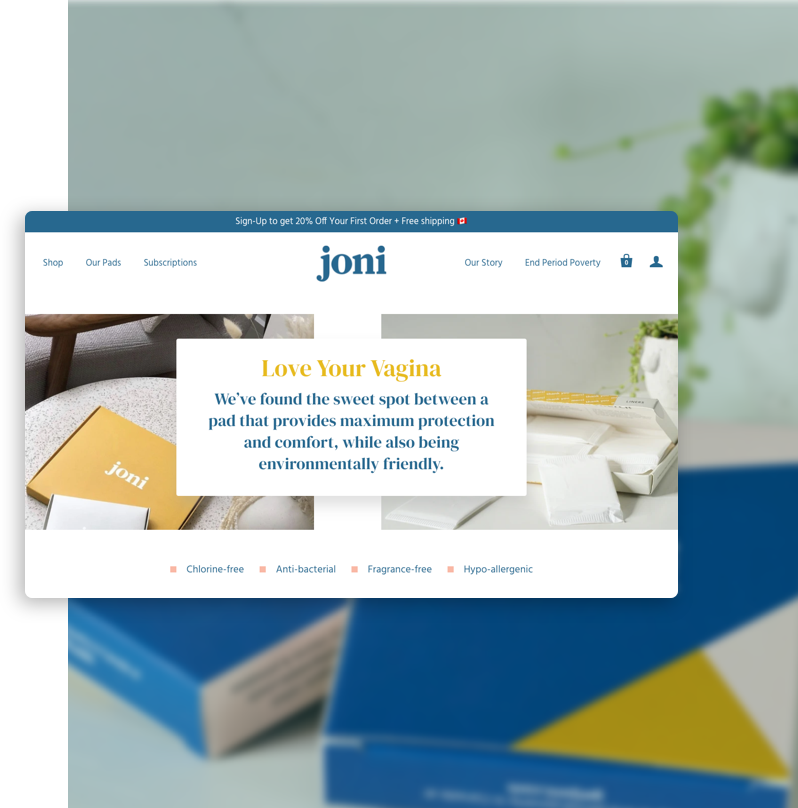 Sign-Up to get 20% Off Your First Order + Free shipping 🇨🇦
Shop Our Pads Subscriptions joni Our Story End Period Poverty 0
Love Your Vagina
We've found the sweet spot between a
pad that provides maximum protection
and comfort, while also being
environmentally friendly.
joni
LINERS
Chlorine-free Anti-bacterial Fragrance-free Hypo-allergenic